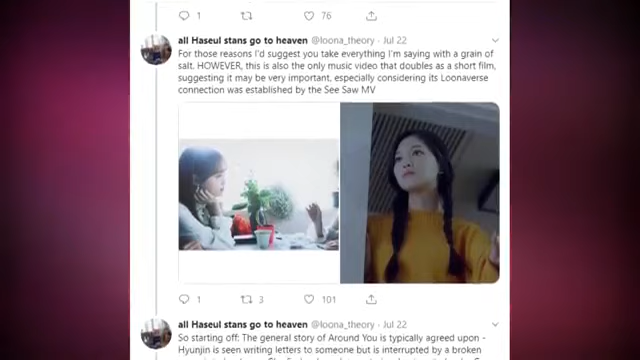 1 76
all Haseul stans go to heaven @loona_theory · Jul 22
For those reasons I'd suggest you take everything I'm saying with a grain of
salt. HOWEVER, this is also the only music video that doubles as a short film,
suggesting it may be very important, especially considering its Loonaverse
connection was established by the See Saw MV
1 3 101
all Haseul stans go to heaven @loona_theory · Jul 22
So starting off: The general story of Around You is typically agreed upon -
Hyunjin is seen writing letters to someone but is interrupted by a broken